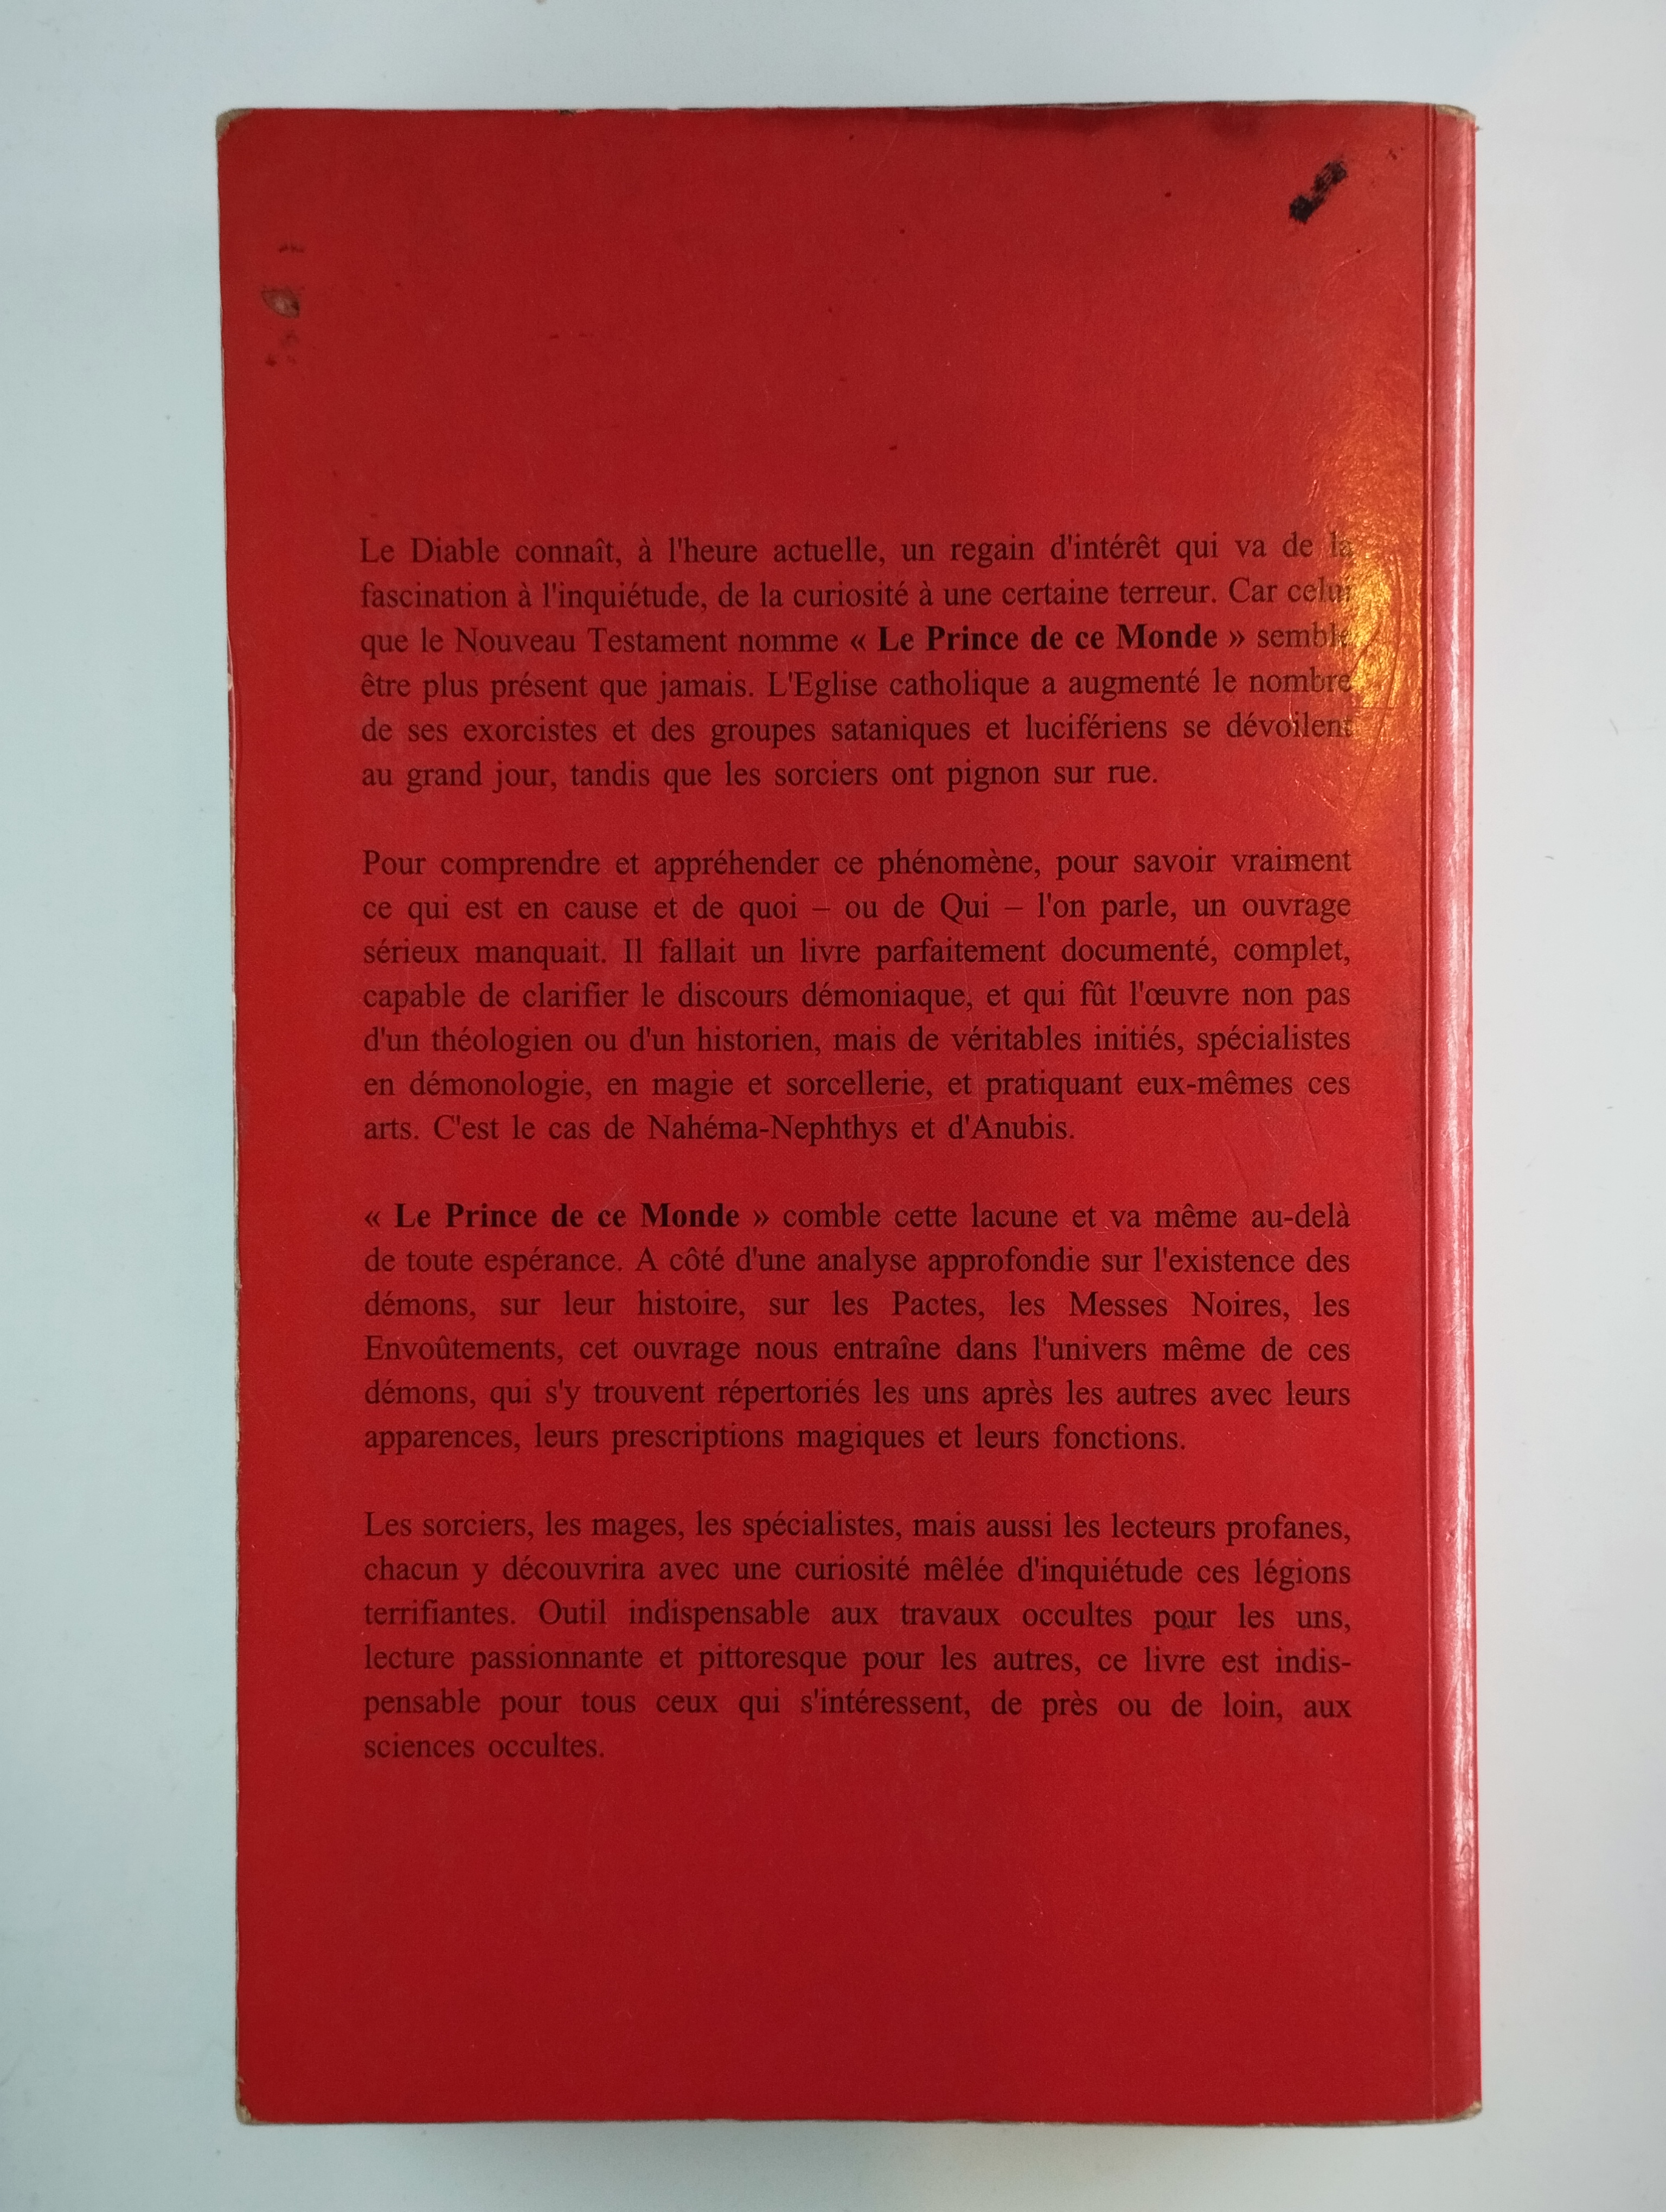 Le Diable connaît, à l'heure actuelle, un regain d'intérêt qui va de la
fascination à l'inquiétude, de la curiosité à une certaine terreur. Car celui
que le Nouveau Testament nomme « Le Prince de ce Monde » semble
être plus présent que jamais. L'Eglise catholique a augmenté le nombre
de ses exorcistes et des groupes sataniques et lucifériens se dévoilent
au grand jour, tandis que les sorciers ont pignon sur rue.
Pour comprendre et appréhender ce phénomène, pour savoir vraiment
ce qui est en cause et de quoi – ou de Qui – l'on parle, un ouvrage
sérieux manquait. Il fallait un livre parfaitement documenté, complet,
capable de clarifier le discours démoniaque, et qui fût l'œuvre non pas
d'un théologien ou d'un historien, mais de véritables initiés, spécialistes
en démonologie, en magie et sorcellerie, et pratiquant eux-mêmes ces
arts. C'est le cas de Nahéma-Nephthys et d'Anubis.
« Le Prince de ce Monde » comble cette lacune et va même au-delà
de toute espérance. A côté d'une analyse approfondie sur l'existence des
démons, sur leur histoire, sur les Pactes, les Messes Noires, les
Envoûtements, cet ouvrage nous entraîne dans l'univers même de ces
démons, qui s'y trouvent répertoriés les uns après les autres avec leurs
apparences, leurs prescriptions magiques et leurs fonctions.
Les sorciers, les mages, les spécialistes, mais aussi les lecteurs profanes,
chacun y découvrira avec une curiosité mêlée d'inquiétude ces légions
terrifiantes. Outil indispensable aux travaux occultes pour les uns,
lecture passionnante et pittoresque pour les autres, ce livre est indis-
pensable pour tous ceux qui s'intéressent, de près ou de loin, aux
sciences occultes.